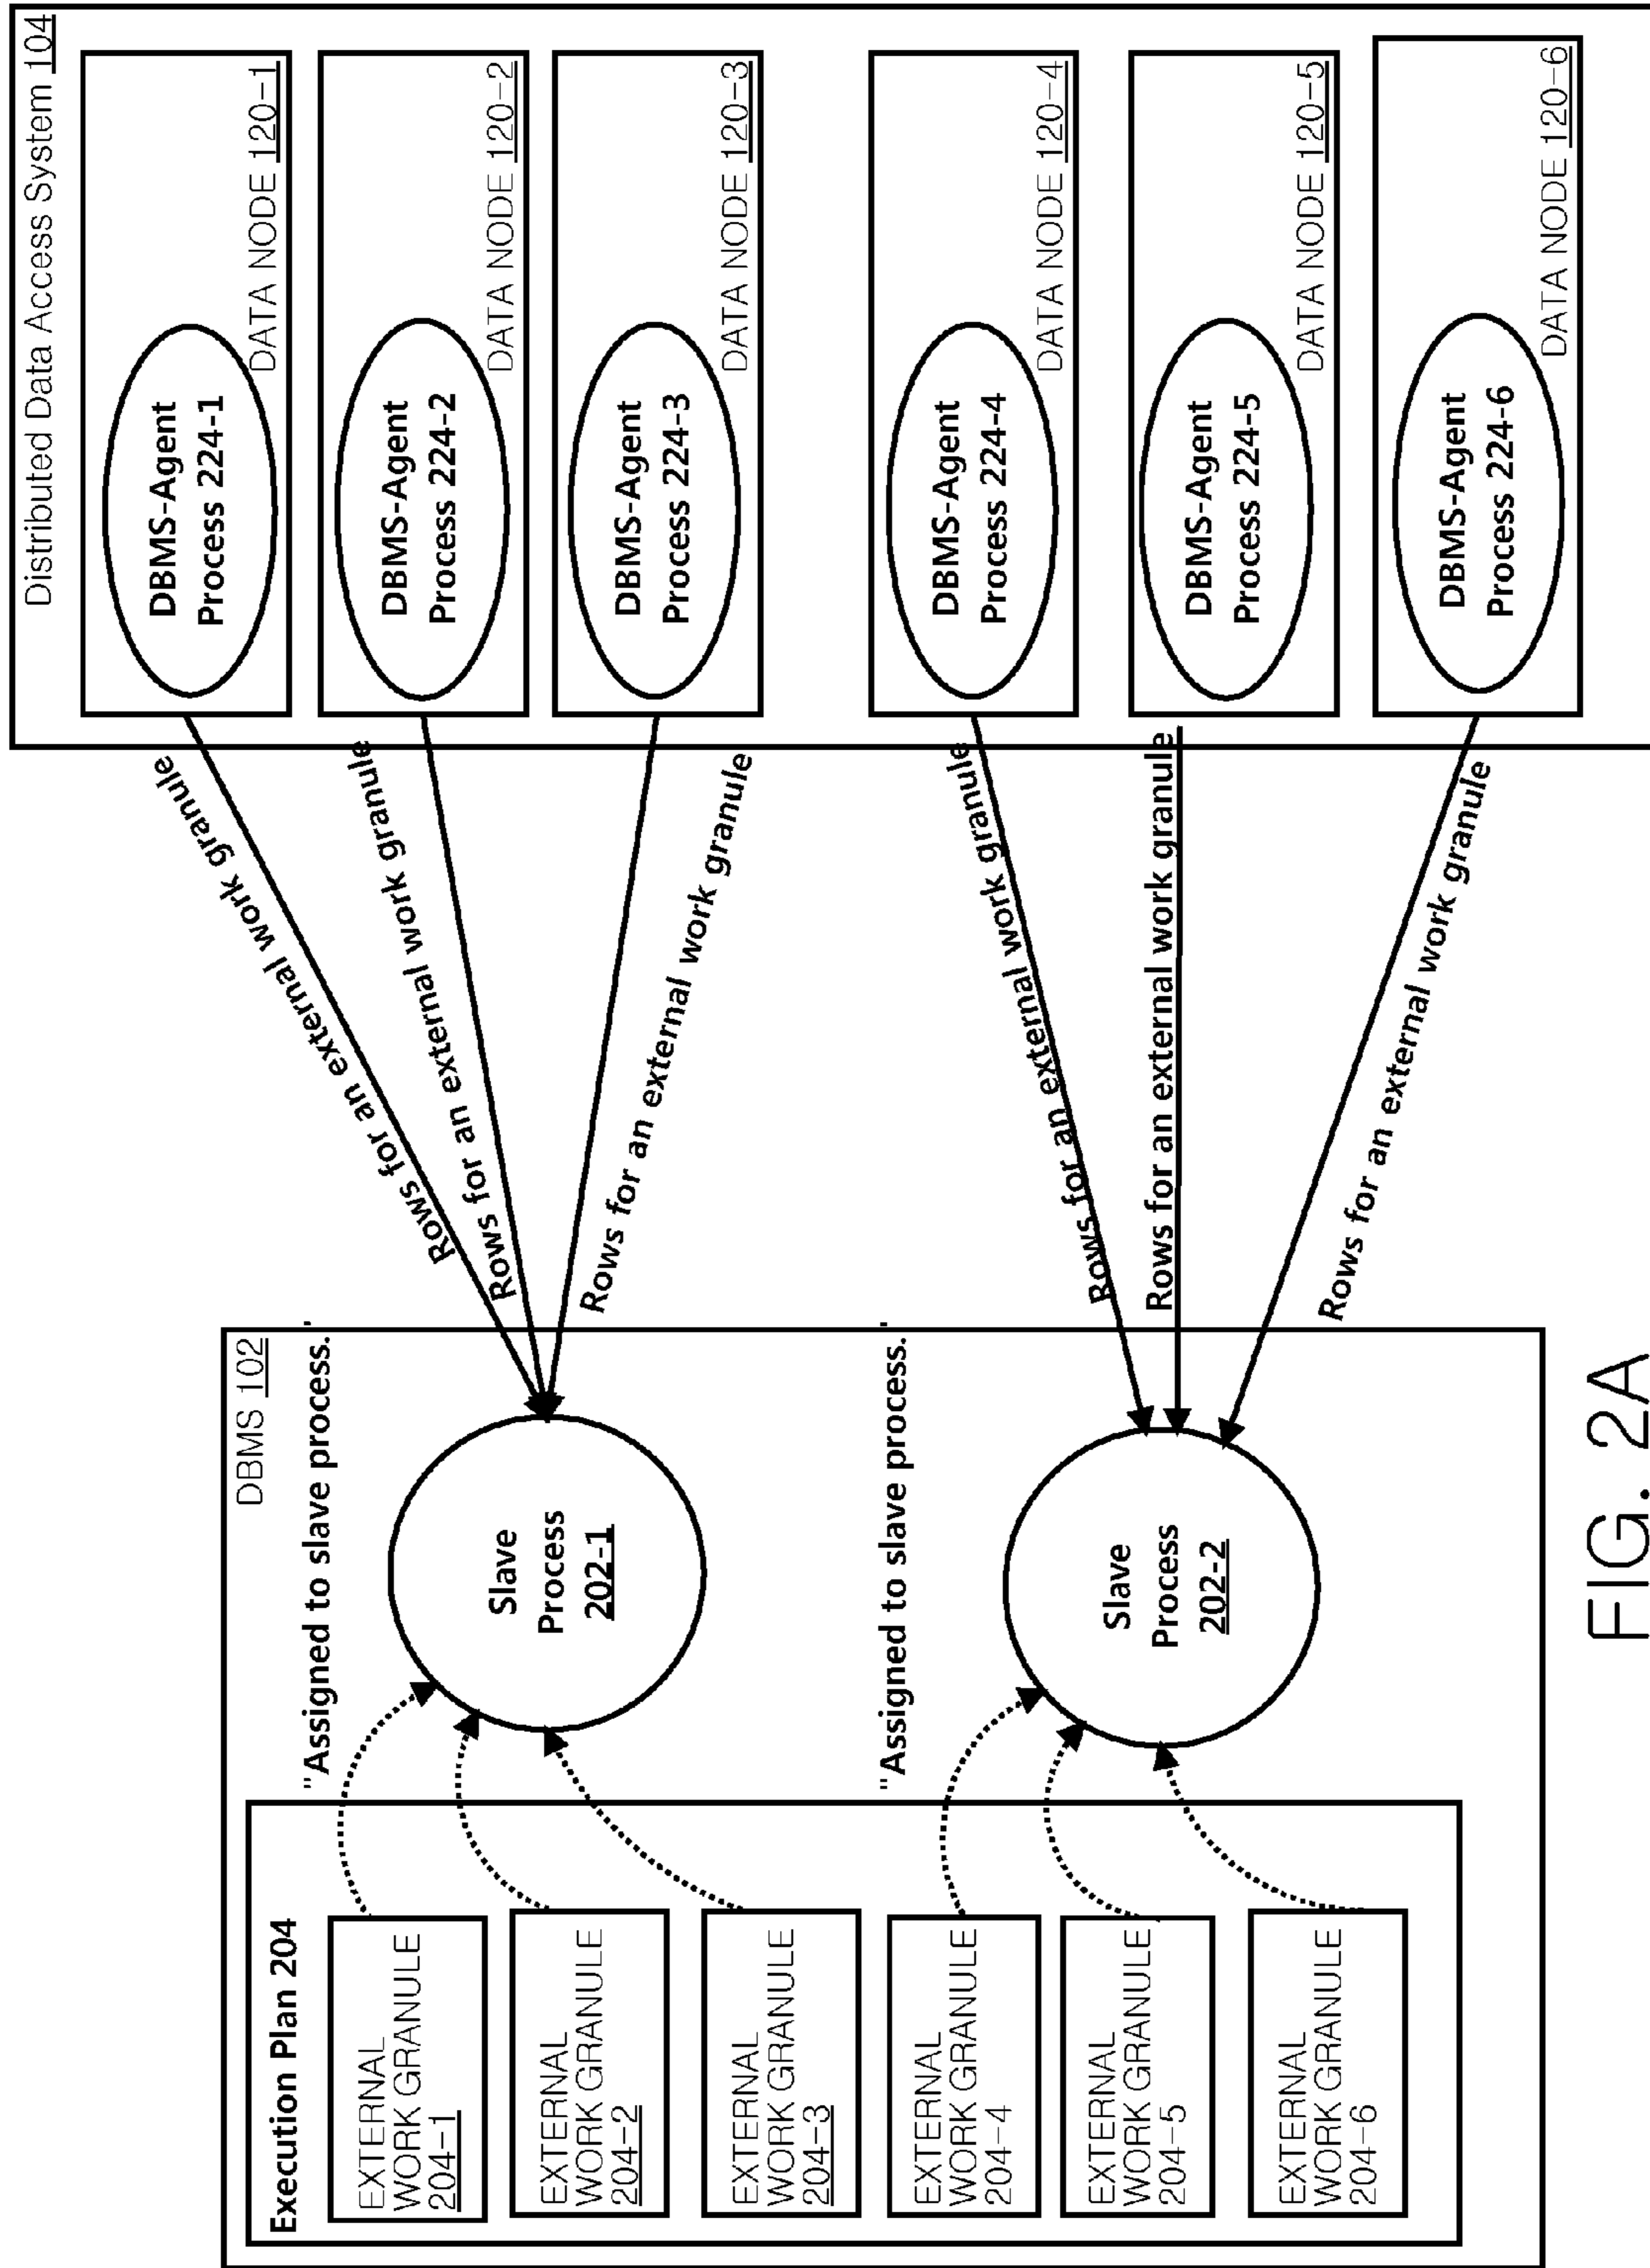 DBMS 102
Execution Plan 204
EXTERNAL
WORK GRANULE
204-1
EXTERNAL
WORK GRANULE
204-2
EXTERNAL
WORK GRANULE
204-3
EXTERNAL
WORK GRANULE
204-4
EXTERNAL
WORK GRANULE
204-5
EXTERNAL
WORK GRANULE
204-6
"Assigned to slave process.'
Slave
Process
202-1
"Assigned to slave process.'
Slave
Process
202-2
Rows for an external work granule
Rows for an external work granule
Rows for an external work granule
Rows for an external work granule
Rows for an external work granule
Rows for an external work granule
Distributed Data Access System 104
DBMS-Agent
Process 224-1
DATA NODE 120-1
DBMS-Agent
Process 224-2
DATA NODE 120-2
DBMS-Agent
Process 224-3
DATA NODE 120-3
DBMS-Agent
Process 224-4
DATA NODE 120-4
DBMS-Agent
Process 224-5
DATA NODE 120-5
DBMS-Agent
Process 224-6
DATA NODE 120-6
FIG. 2A